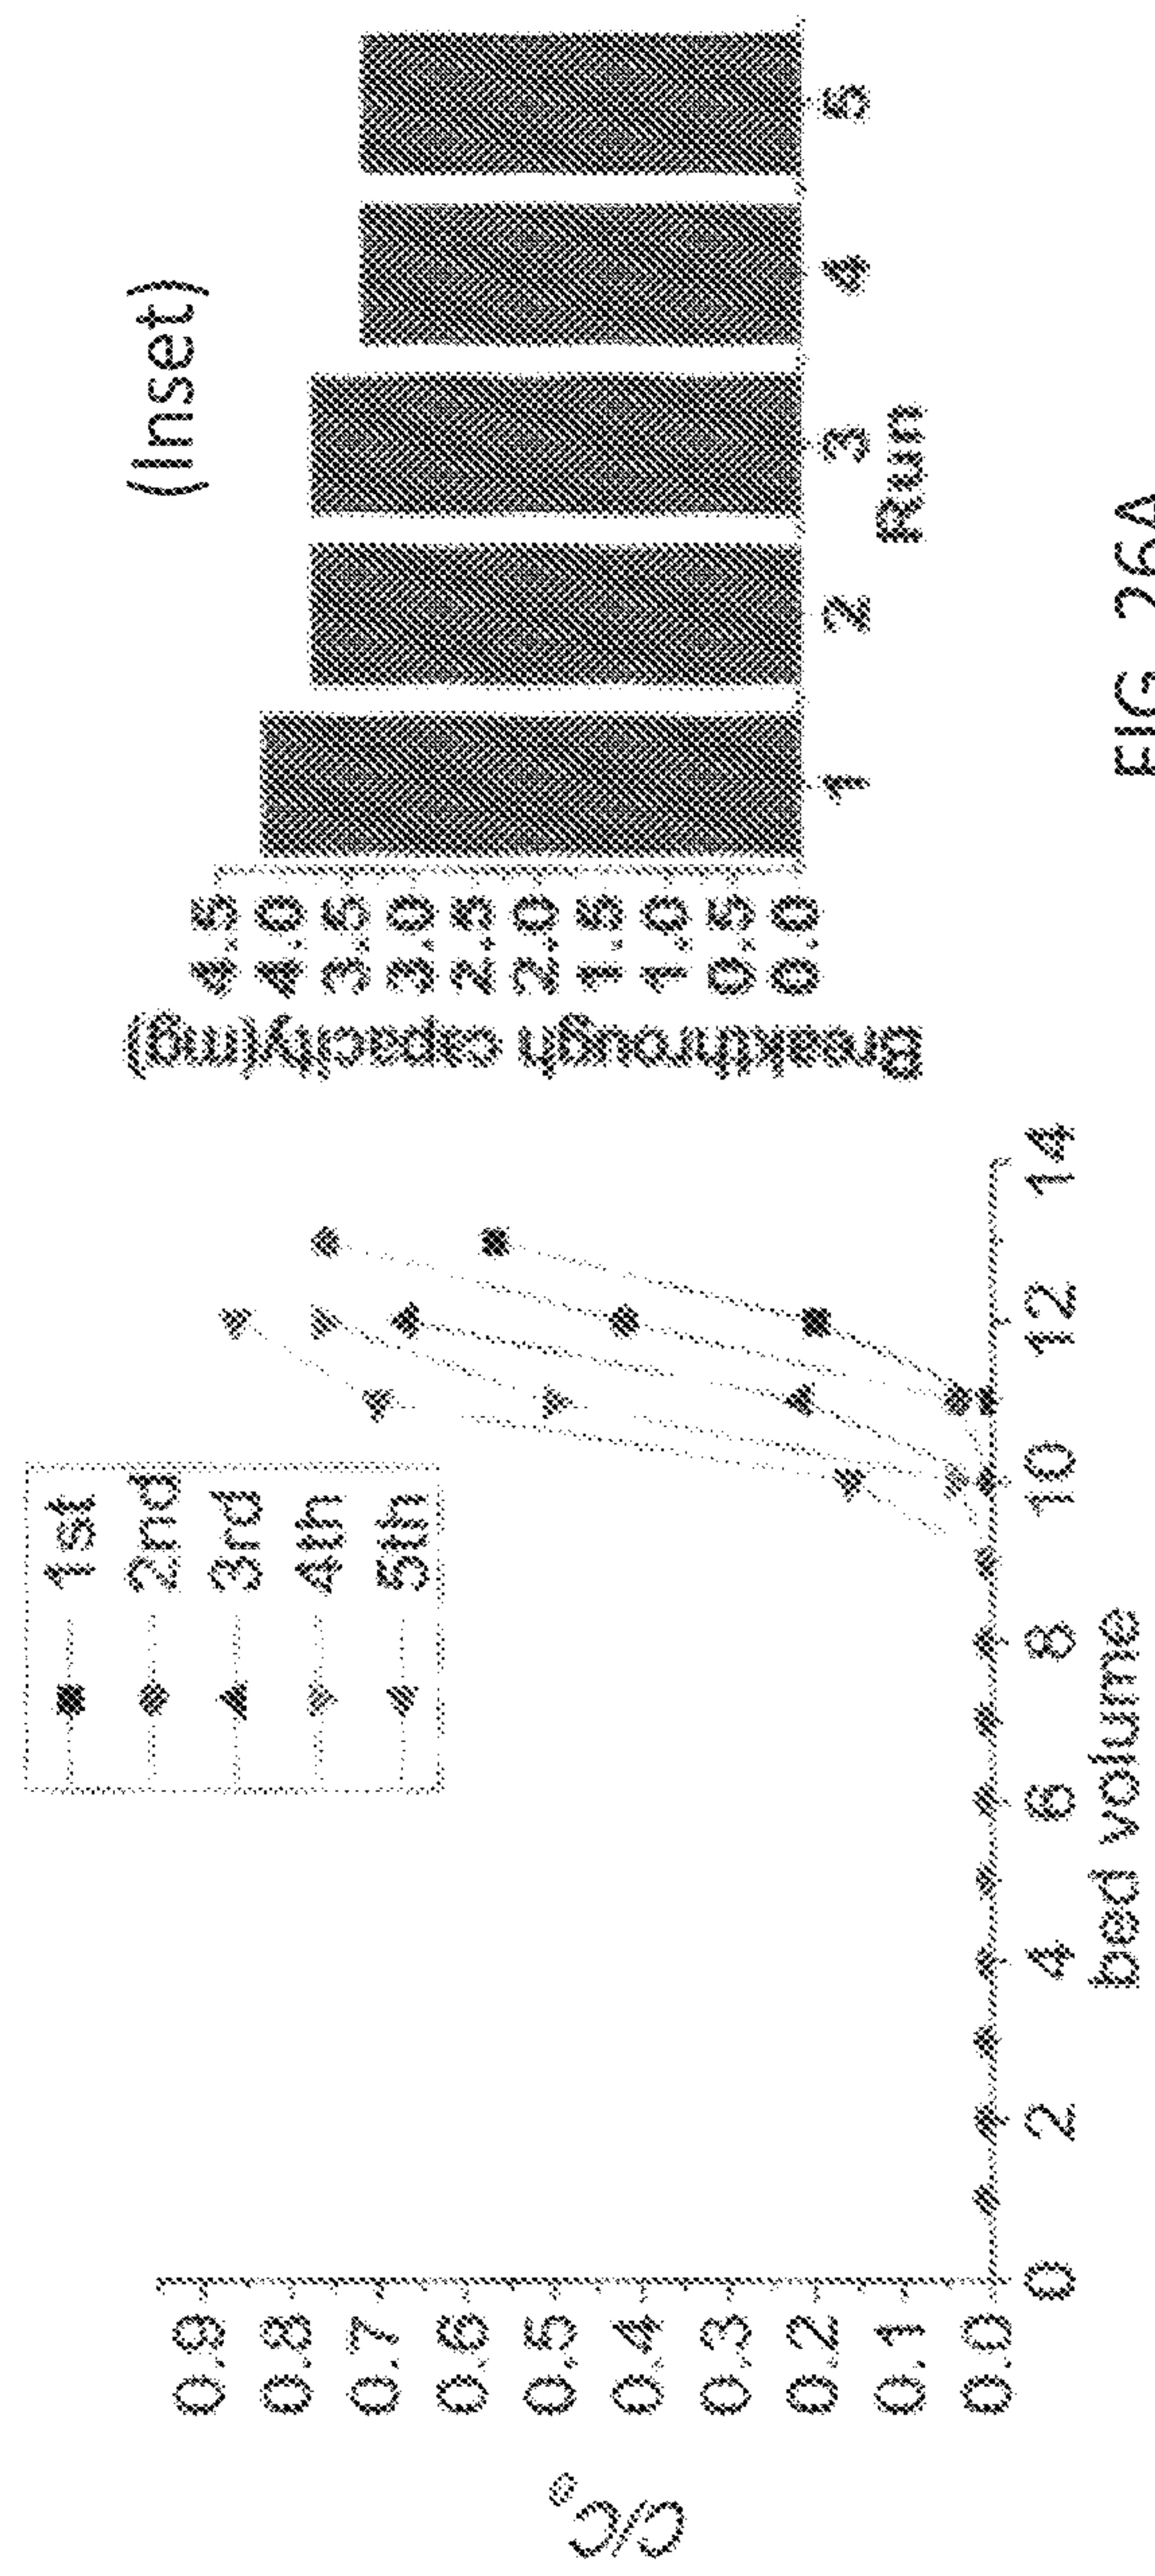 (Inset)
Breakthrough capacity(mg)
4.5
4.0
3.5
3.0
2.5
2.0
1.5
1.0
0.5
0.0
1 2 3 4 5
Run
1st
2nd
3rd
4th
5th
C/C₀
0.9
0.8
0.7
0.6
0.5
0.4
0.3
0.2
0.1
0.0
0 2 4 6 8 10 12 14
bed volume
FIG 26A